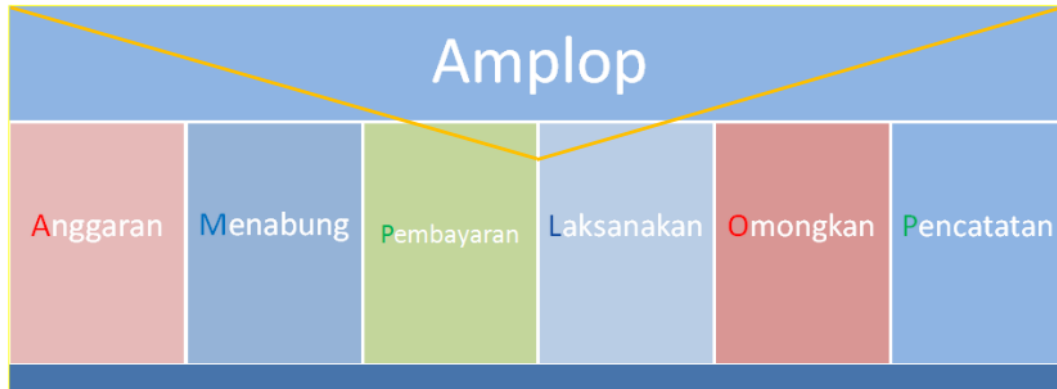 Amplop
Anggaran
Menabung
Pembayaran
Laksanakan
Omongkan
Pencatatan